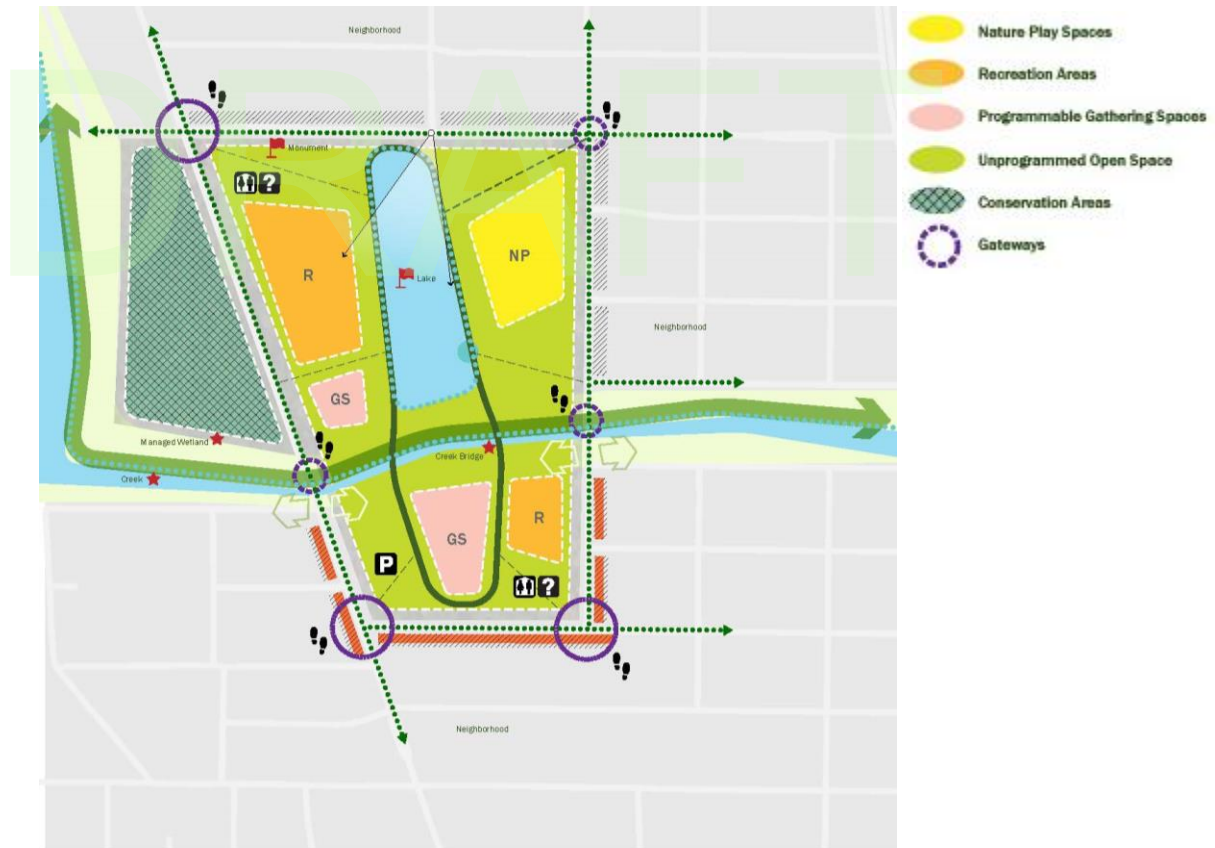 DRAFT
Neighborhood
Monument
?
R
Lake
NP
Neighborhood
GS
Managed Wetland
Creek Bridge
Creek
GS
R
P
?
Neighborhood
Nature Play Spaces
Recreation Areas
Programmable Gathering Spaces
Unprogrammed Open Space
Conservation Areas
Gateways